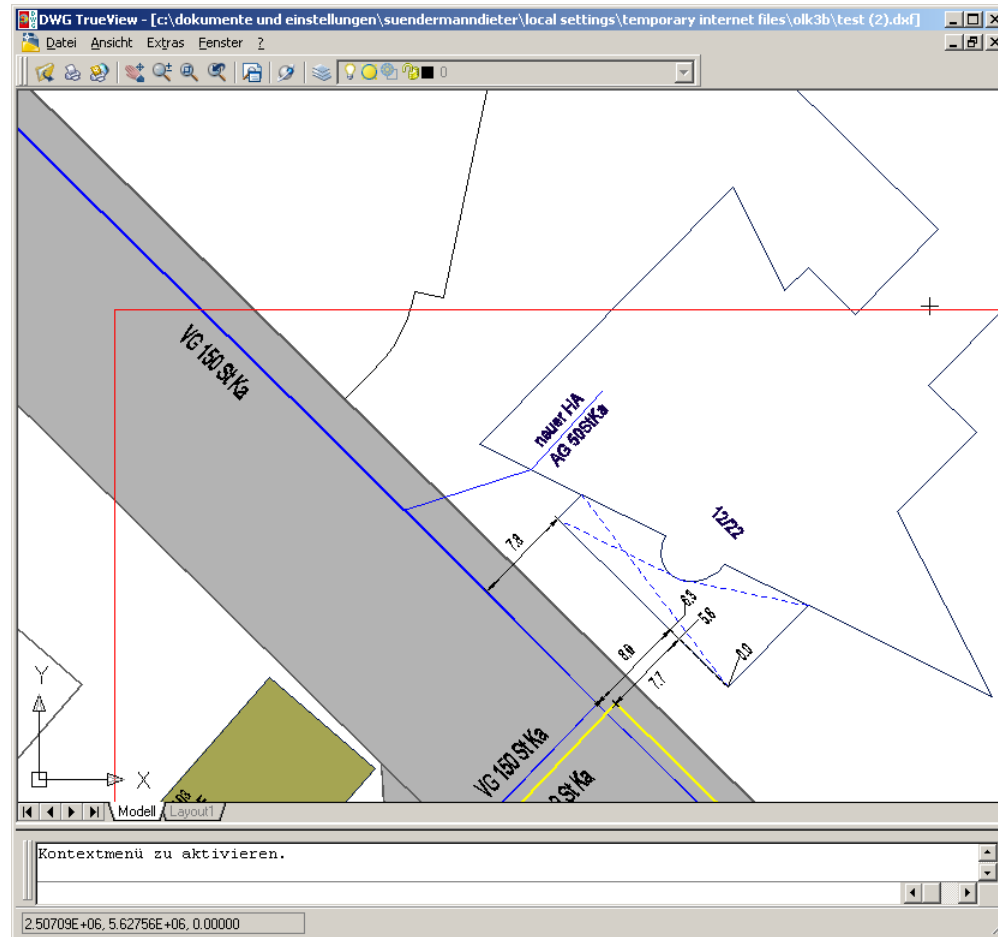 DWG TrueView - [c:\dokumente und einstellungen\suendermanndieter\local settings\temporary internet files\olk3b\test (2).dxf]
Datei Ansicht Extras Fenster ?
0
VG 150 St Ka
neuer HA
AG 50StKa
12/22
7.8
6.3
5.6
8.0
7.7
0.0
VG 150 St Ka
0 St Ka
03
Y
X
Modell Layout1
Kontextmenü zu aktivieren.
2.50709E+06, 5.62756E+06, 0.00000